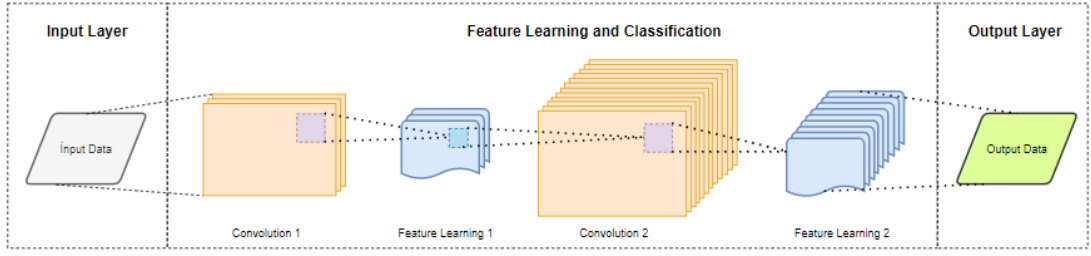 Input Layer
Feature Learning and Classification
Output Layer
İnput Data
Output Data
Convolution 1
Feature Learning 1
Convolution 2
Feature Learning 2